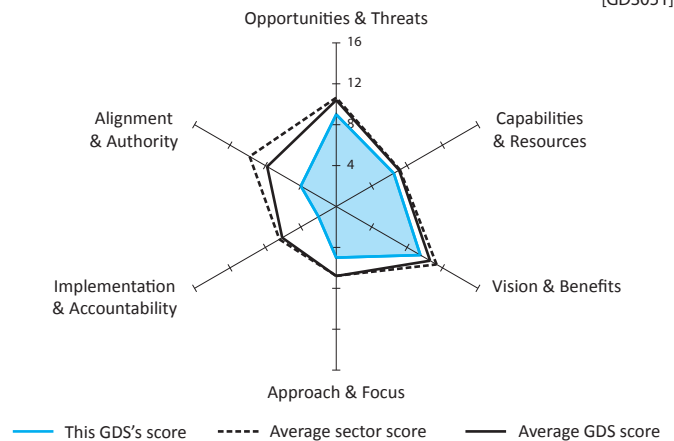 Opportunities & Threats
16
12
8
4
Alignment
& Authority
Capabilities
& Resources
Implementation
& Accountability
Vision & Benefits
Approach & Focus
This GDS's score
Average sector score
Average GDS score